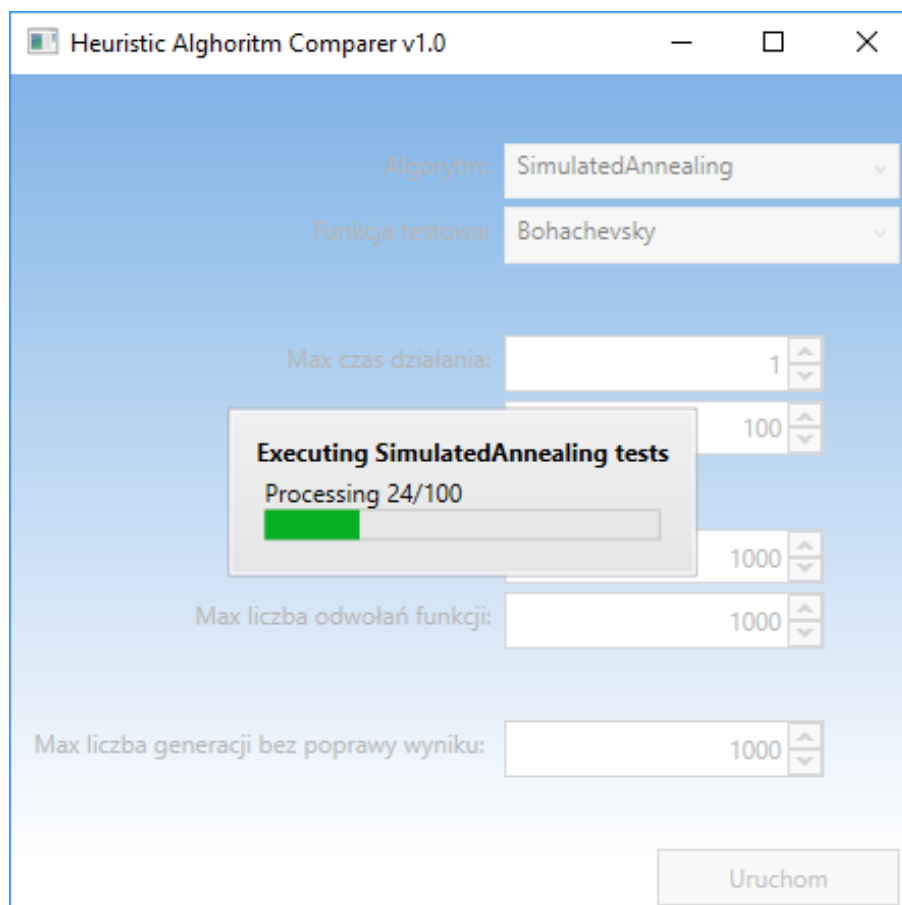 Heuristic Alghoritm Comparer v1.0
Algorytm: SimulatedAnnealing
Funkcja testowa: Bohachevsky
Max czas działania: 1
100
Executing SimulatedAnnealing tests
Processing 24/100
1000
Max liczba odwołań funkcji: 1000
Max liczba generacji bez poprawy wyniku: 1000
Uruchom